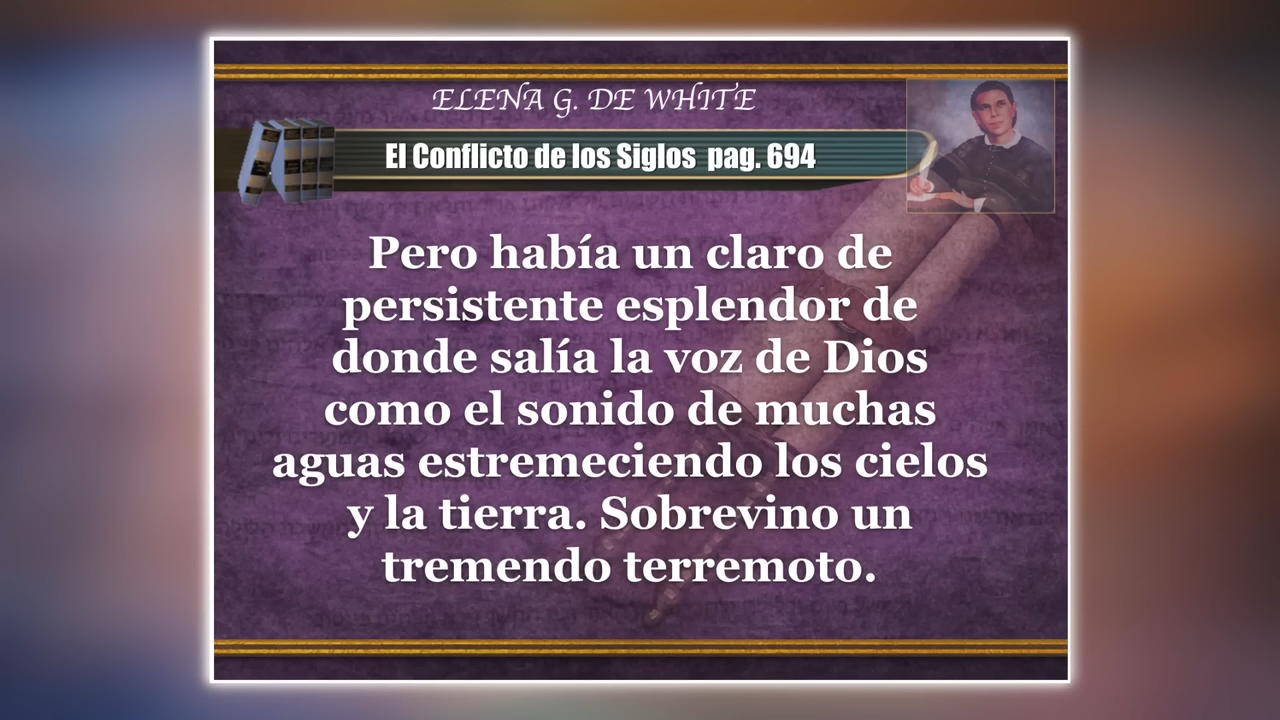 ELENA G. DE WHITE
El Conflicto de los Siglos pag. 694
Pero había un claro de
persistente esplendor de
donde salía la voz de Dios
como el sonido de muchas
aguas estremeciendo los cielos
y la tierra. Sobrevino un
tremendo terremoto.